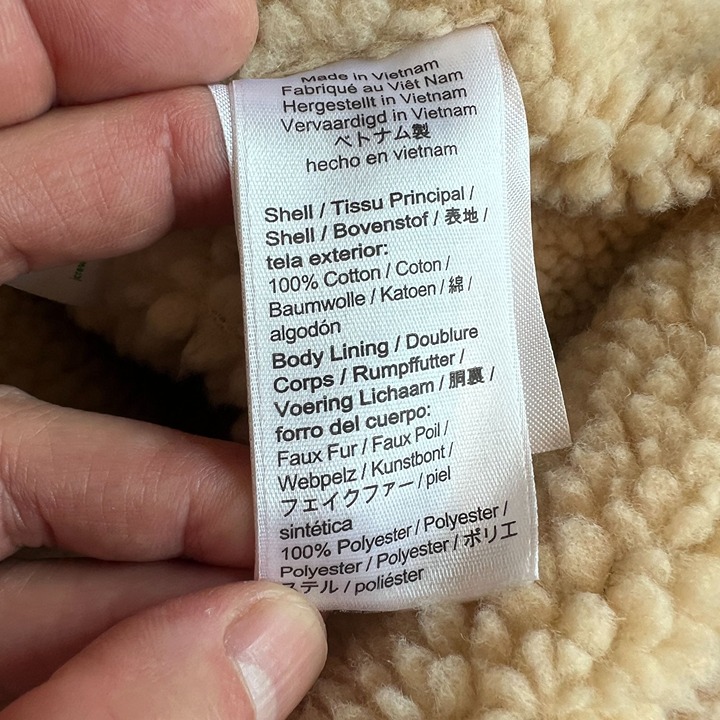 Made in Vietnam
Fabriqué au Viêt Nam
Hergestellt in Vietnam
Vervaardigd in Vietnam
ベトナム製
hecho en vietnam
Shell / Tissu Principal /
Shell / Bovenstof / 表地 /
tela exterior:
100% Cotton / Coton /
Baumwolle / Katoen / 綿 /
algodón
Body Lining / Doublure
Corps / Rumpffutter /
Voering Lichaam / 胴裏 /
forro del cuerpo:
Faux Fur / Faux Poil /
Webpelz / Kunstbont /
フェイクファー / piel
sintética
100% Polyester / Polyester /
Polyester / Polyester / ポリエ
ステル / poliéster